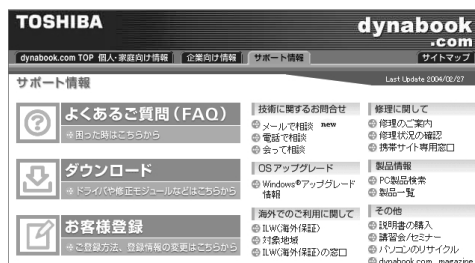 TOSHIBA
dynabook
.com
dynabook.com TOP 個人・家庭向け情報 企業向け情報 サポート情報 サイトマップ
Last Update 2004/02/27
サポート情報
よくあるご質問(FAQ)
困った時はこちらから
ダウンロード
ドライバや修正モジュールなどはこちらから
お客様登録
ご登録方法、登録情報の変更はこちらから
技術に関するお問合せ
メールで相談 new
電話で相談
会って相談
OSアップグレード
Windows®アップグレード
情報
海外でのご利用に関して
ILW(海外保証)
対象地域
ILW(海外保証)の窓口
修理に関して
修理のご案内
修理状況の確認
携帯サイト専用窓口
製品情報
PC製品検索
製品一覧
その他
説明書の購入
講習会/セミナー
パソコンのリサイクル
dynabook.com magazine